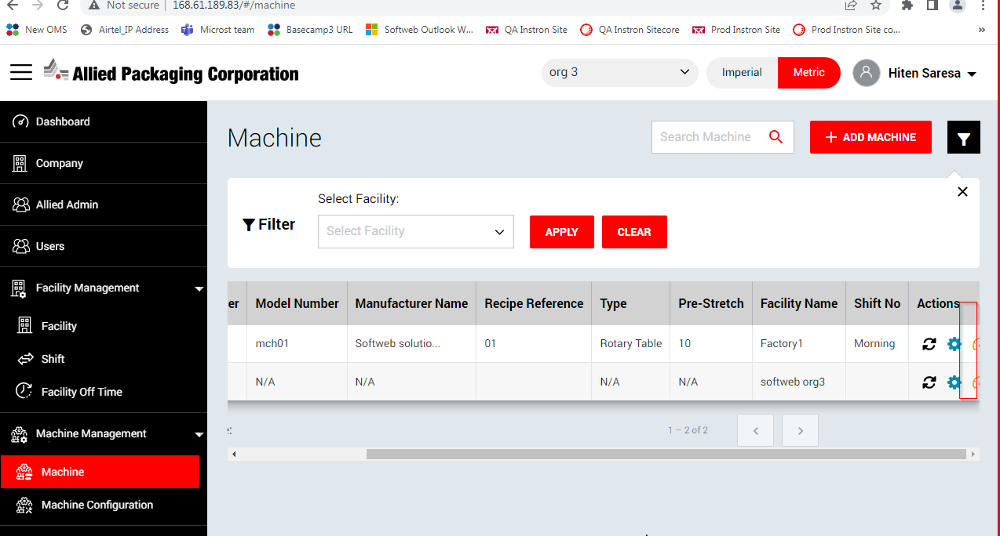 Not secure | 168.61.189.83/#/machine
New OMS Airtel_IP Address Microst team Basecamp3 URL Softweb Outlook W... QA Instron Site QA Instron Sitecore Prod Instron Site Prod Instron Site co... »
Allied Packaging Corporation org 3 Imperial Metric Hiten Saresa
Dashboard
Company
Allied Admin
Users
Facility Management
Facility
Shift
Facility Off Time
Machine Management
Machine
Machine Configuration
Machine Search Machine + ADD MACHINE
Select Facility:
Filter Select Facility APPLY CLEAR
er Model Number Manufacturer Name Recipe Reference Type Pre-Stretch Facility Name Shift No Actions
mch01 Softweb solutio... 01 Rotary Table 10 Factory1 Morning
N/A N/A N/A N/A softweb org3
1 – 2 of 2